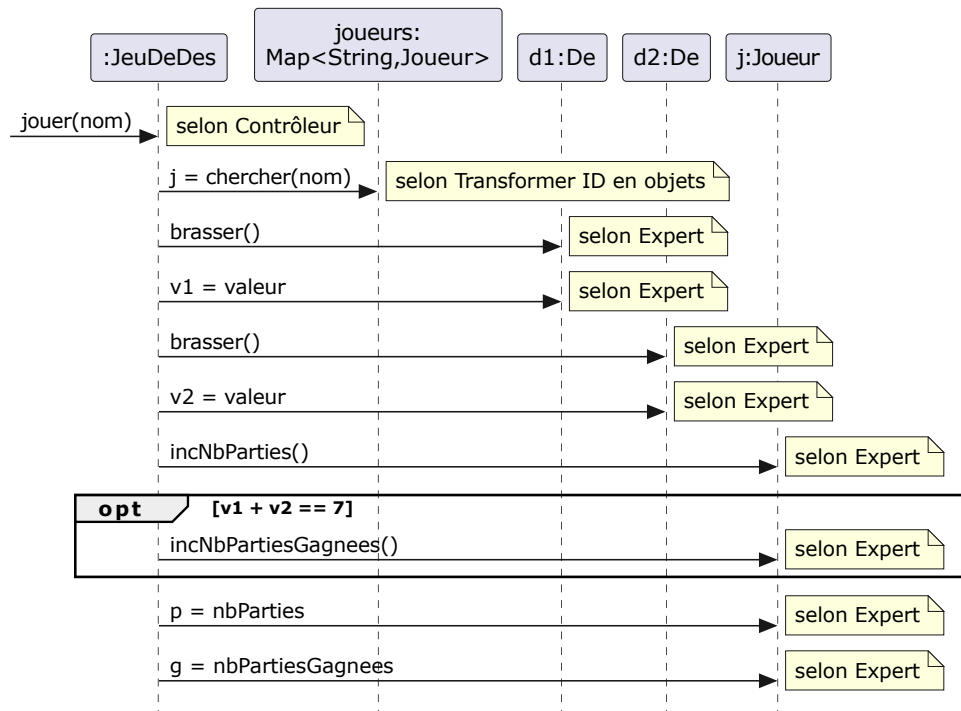 joueurs:
:JeuDeDes
Map<String,Joueur>
d1:De
d2:De
j:Joueur
jouer(nom)
selon Contrôleur
j = chercher(nom)
selon Transformer ID en objets
brasser()
selon Expert
v1 = valeur
selon Expert
brasser()
selon Expert
v2 = valeur
selon Expert
incNbParties()
selon Expert
opt
[v1 + v2 == 7]
incNbPartiesGagnees()
selon Expert
p = nbParties
selon Expert
g = nbPartiesGagnees
selon Expert